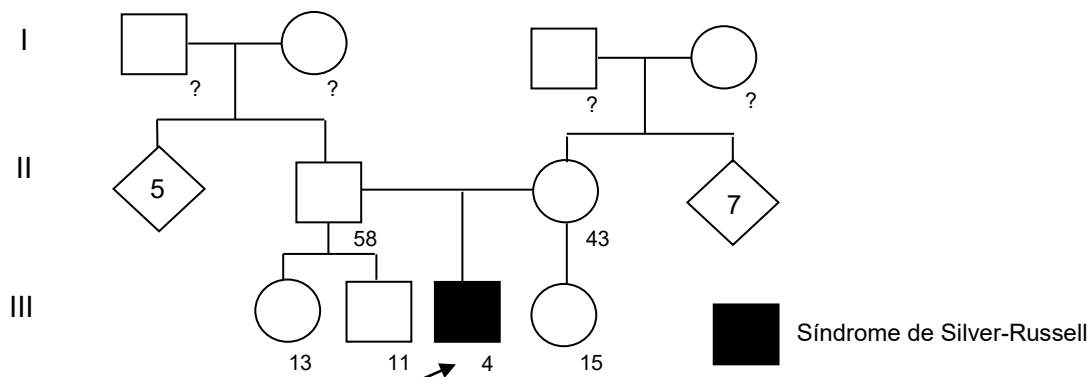 I
? ? ? ?
II
5 7
58 43
III
Síndrome de Silver-Russell
13 11 4 15